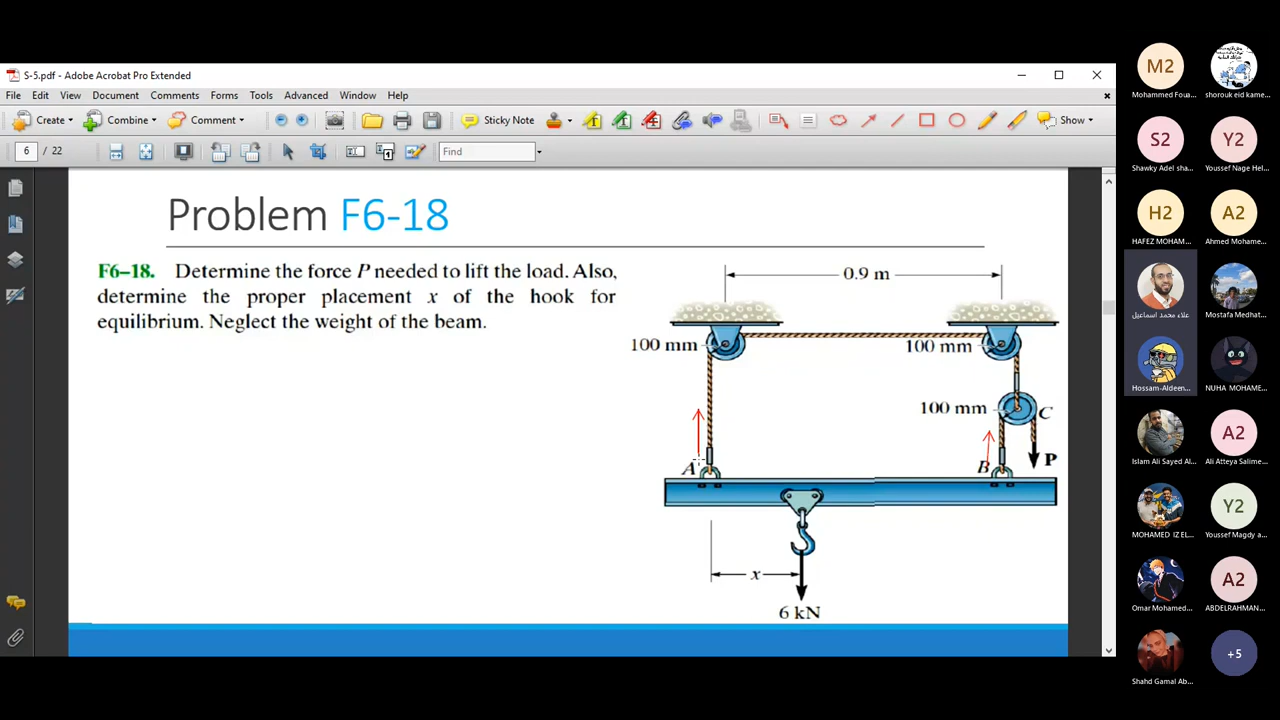 S-5.pdf - Adobe Acrobat Pro Extended
File Edit View Document Comments Forms Tools Advanced Window Help
Create Combine Comment Sticky Note Show
6 / 22 Find
Problem F6-18
F6–18. Determine the force P needed to lift the load. Also,
determine the proper placement x of the hook for
equilibrium. Neglect the weight of the beam.
0.9 m
100 mm
100 mm
100 mm
C
P
A
B
x
6 kN
M2
Mohammed Foua...
shorouk eid kame...
S2
Shawky Adel sha...
Y2
Youssef Nage Hel...
H2
HAFEZ MOHAM...
A2
Ahmed Mohame...
علاء محمد اسماعيل
Mostafa Medhat...
Hossam-Aldeen...
NUHA MOHAME...
Islam Ali Sayed Al...
A2
Ali Atteya Salime...
MOHAMED IZ EL...
Y2
Youssef Magdy a...
Omar Mohamed...
A2
ABDELRAHMAN...
Shahd Gamal Ab...
+5